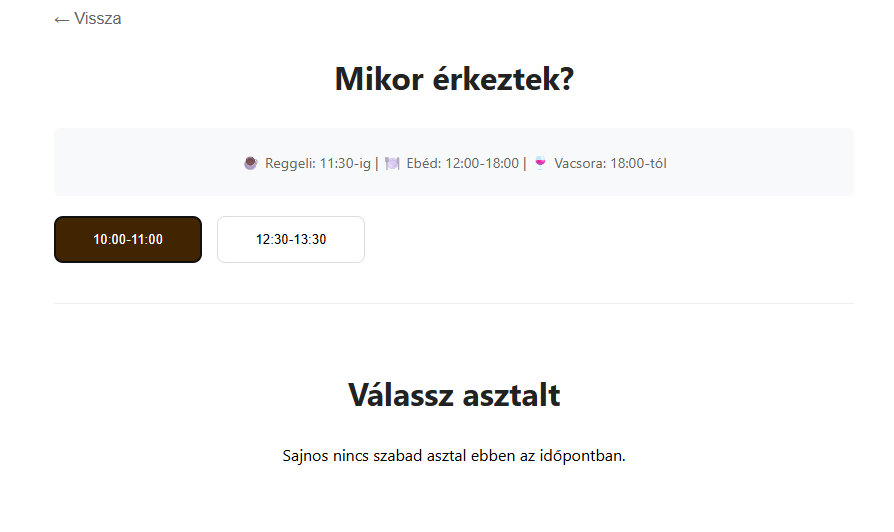 ← Vissza
Mikor érkeztek?
Reggeli: 11:30-ig | Ebéd: 12:00-18:00 | Vacsora: 18:00-tól
10:00-11:00 12:30-13:30
Válassz asztalt
Sajnos nincs szabad asztal ebben az időpontban.